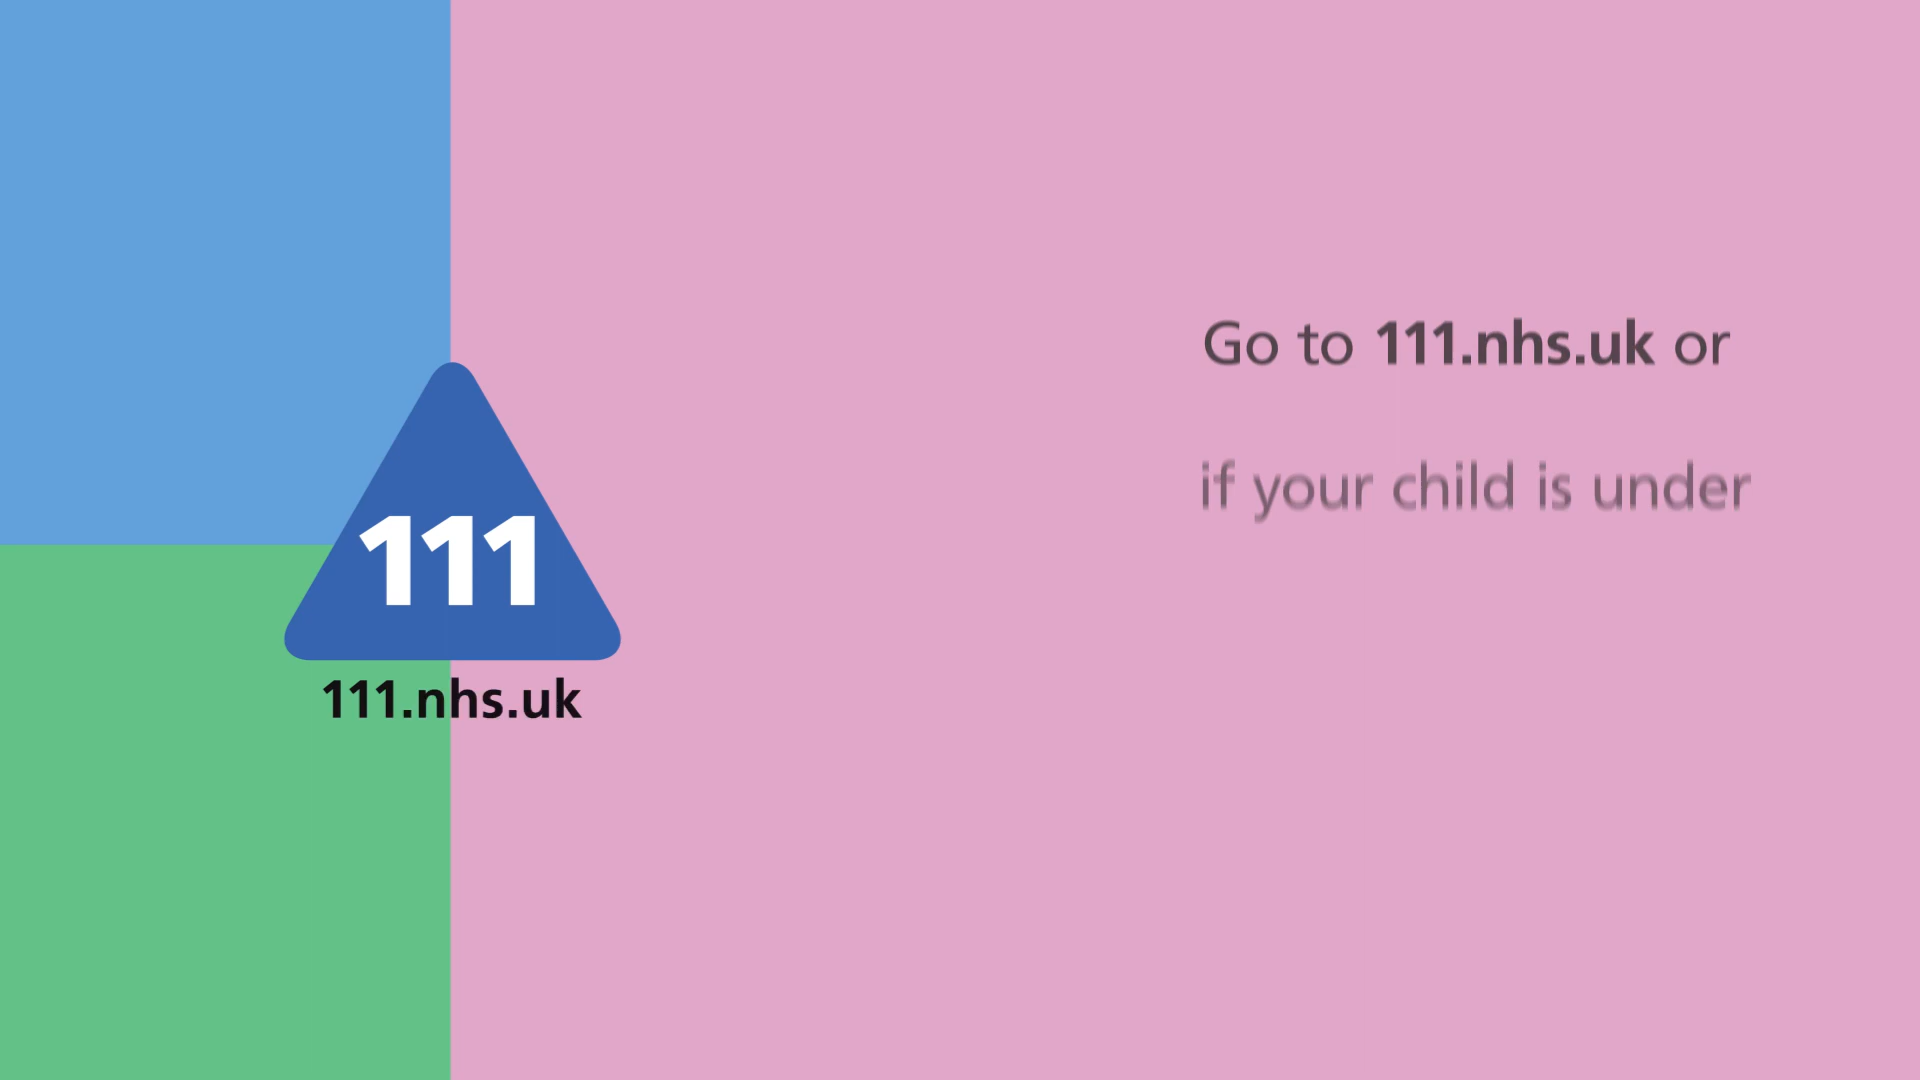 111
111.nhs.uk
Go to 111.nhs.uk or
if your child is under